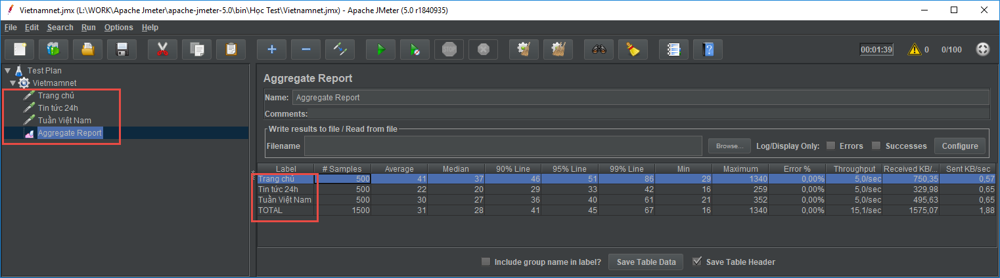 Vietnamnet.jmx (L:\WORK\Apache Jmeter\apache-jmeter-5.0\bin\Học Test\Vietnamnet.jmx) - Apache JMeter (5.0 r1840935)
File Edit Search Run Options Help
STOP 00:01:39 0 0/100
Test Plan
Vietmamnet
Trang chủ
Tin tức 24h
Tuần Việt Nam
Aggregate Report
Aggregate Report
Name: Aggregate Report
Comments:
Write results to file / Read from file
Filename Browse... Log/Display Only: Errors Successes Configure
Label # Samples Average Median 90% Line 95% Line 99% Line Min Maximum Error % Throughput Received KB/... Sent KB/sec
Trang chủ 500 41 37 46 51 86 29 1340 0,00% 5,0/sec 750,35 0,57
Tin tức 24h 500 22 20 29 33 42 16 259 0,00% 5,0/sec 329,98 0,65
Tuần Việt Nam 500 30 27 36 40 61 21 352 0,00% 5,0/sec 495,63 0,65
TOTAL 1500 31 28 41 45 67 16 1340 0,00% 15,1/sec 1575,07 1,88
Include group name in label? Save Table Data Save Table Header